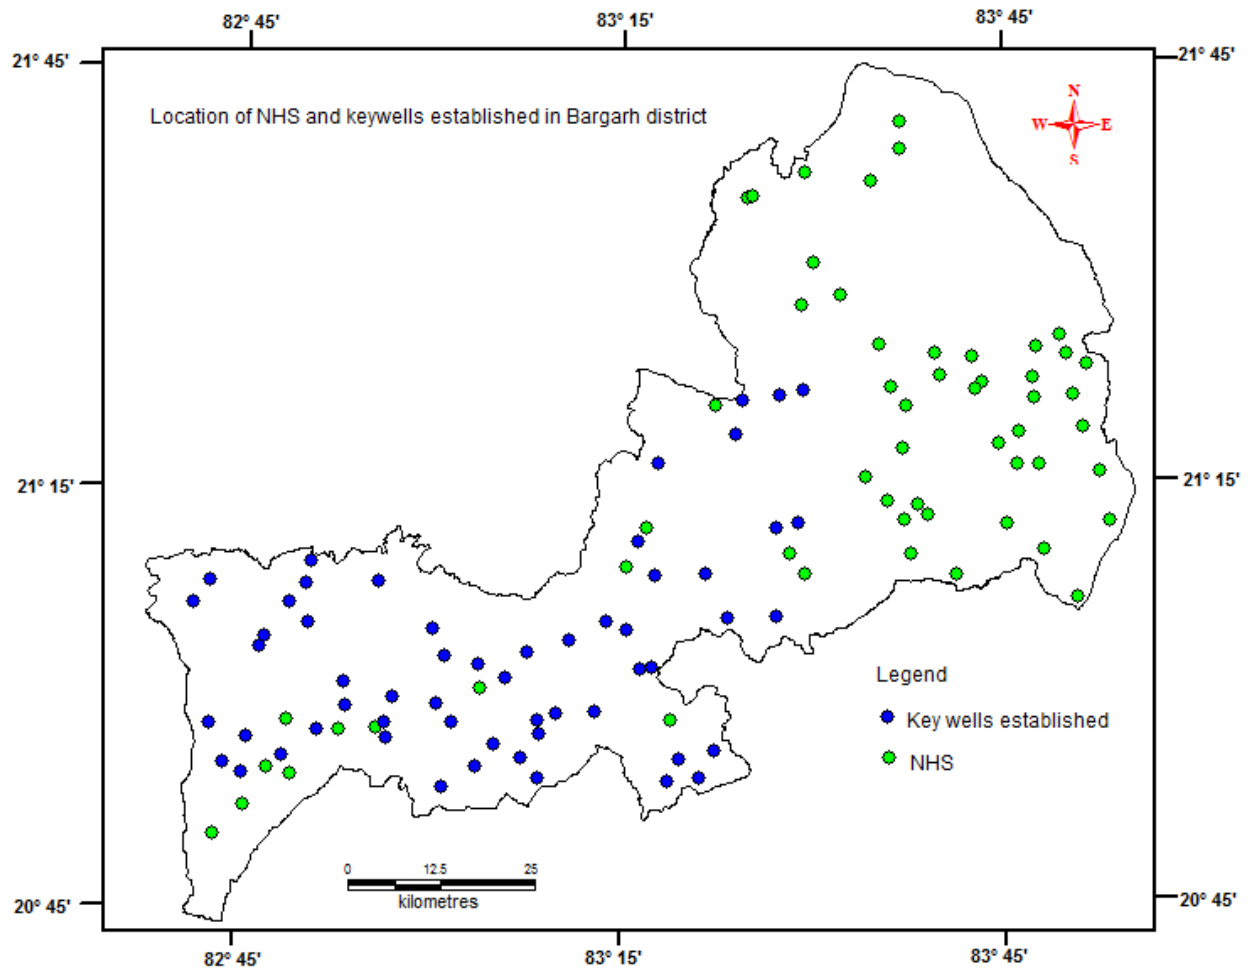 82° 45' 83° 15' 83° 45'
21° 45' 21° 45'
Location of NHS and keywells established in Bargarh district
N
W E
S
21° 15' 21° 15'
Legend
Key wells established
NHS
0 12.5 25
kilometres
20° 45' 20° 45'
82° 45' 83° 15' 83° 45'